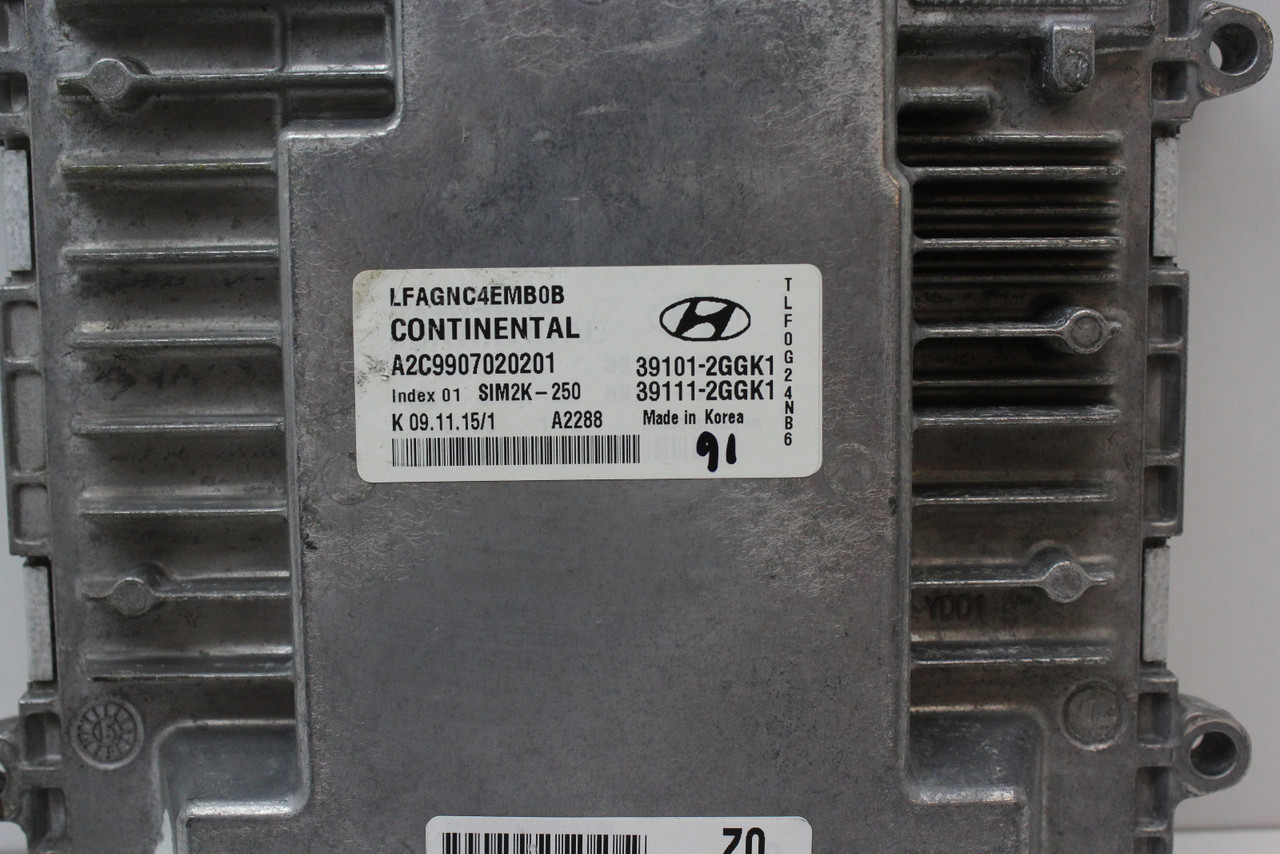 LFAGNC4EMB0B
CONTINENTAL
A2C9907020201
Index 01 SIM2K-250
K 09.11.15/1 A2288
39101-2GGK1
39111-2GGK1
Made in Korea
91
TLF0G24NB6
YDD1